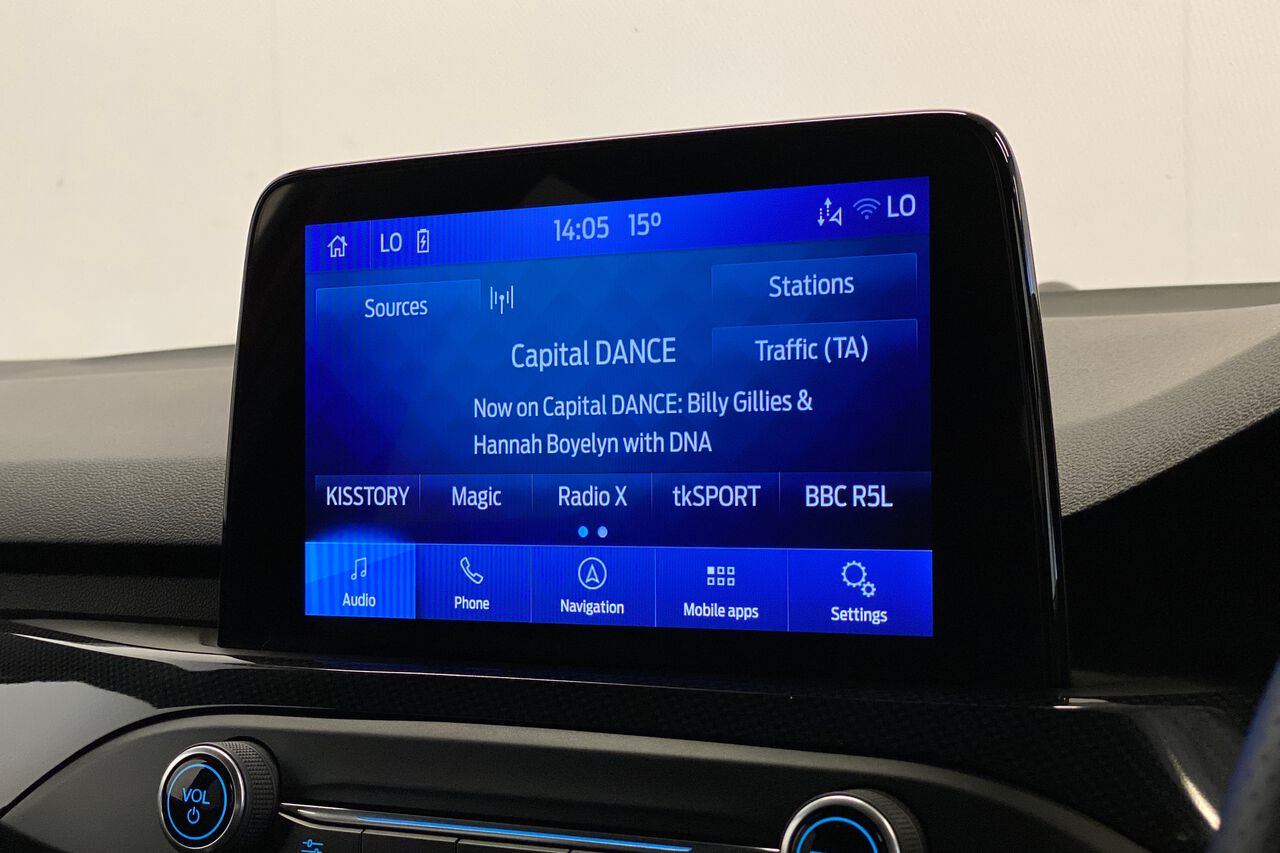 LO 14:05 15º LO
Sources
Stations
Capital DANCE
Traffic (TA)
Now on Capital DANCE: Billy Gillies &
Hannah Boyelyn with DNA
KISSTORY Magic Radio X tkSPORT BBC R5L
Audio Phone Navigation Mobile apps Settings
VOL